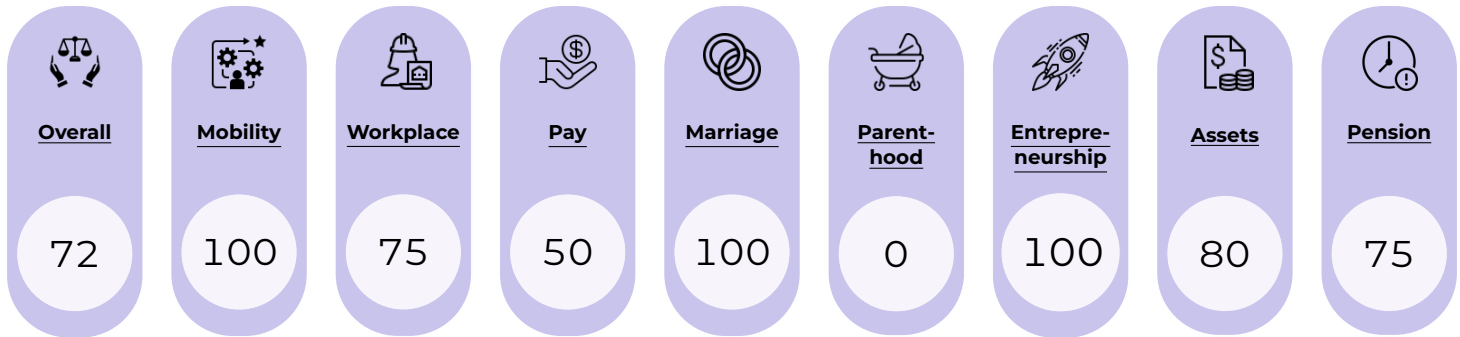 Overall
72
Mobility
100
Workplace
75
Pay
50
Marriage
100
Parent-
hood
0
Entrepre-
neurship
100
$
Assets
80
Pension
75